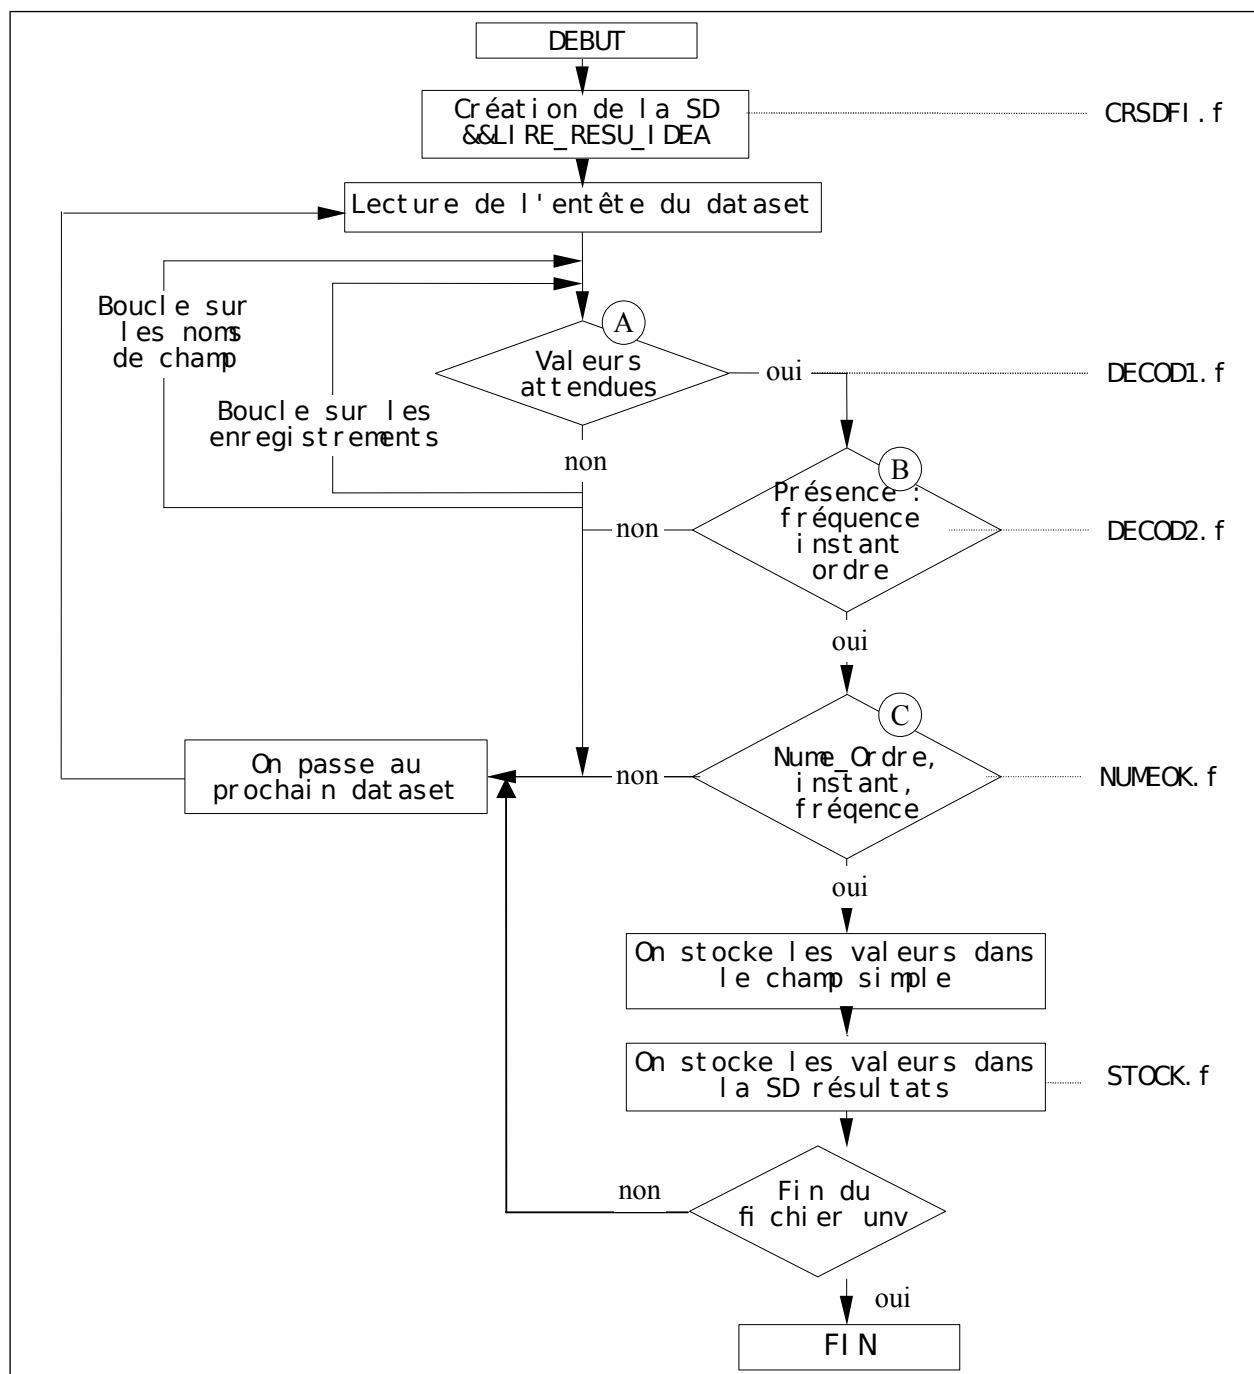 DEBUT
Création de la SD
&&LIRE_RESU_IDEA
CRSDFI.f
Lecture de l'entête du dataset
Boucle sur
les noms
de champ
A
Valeurs
attendues
oui
DECOD1.f
Boucle sur les
enregistrements
non
B
Présence :
fréquence
instant
ordre
non
DECOD2.f
oui
C
Nume_Ordre,
instant,
fréqence
non
NUMEOK.f
On passe au
prochain dataset
oui
On stocke les valeurs dans
le champ simple
On stocke les valeurs dans
la SD résultats
STOCK.f
non
Fin du
fichier unv
oui
FIN